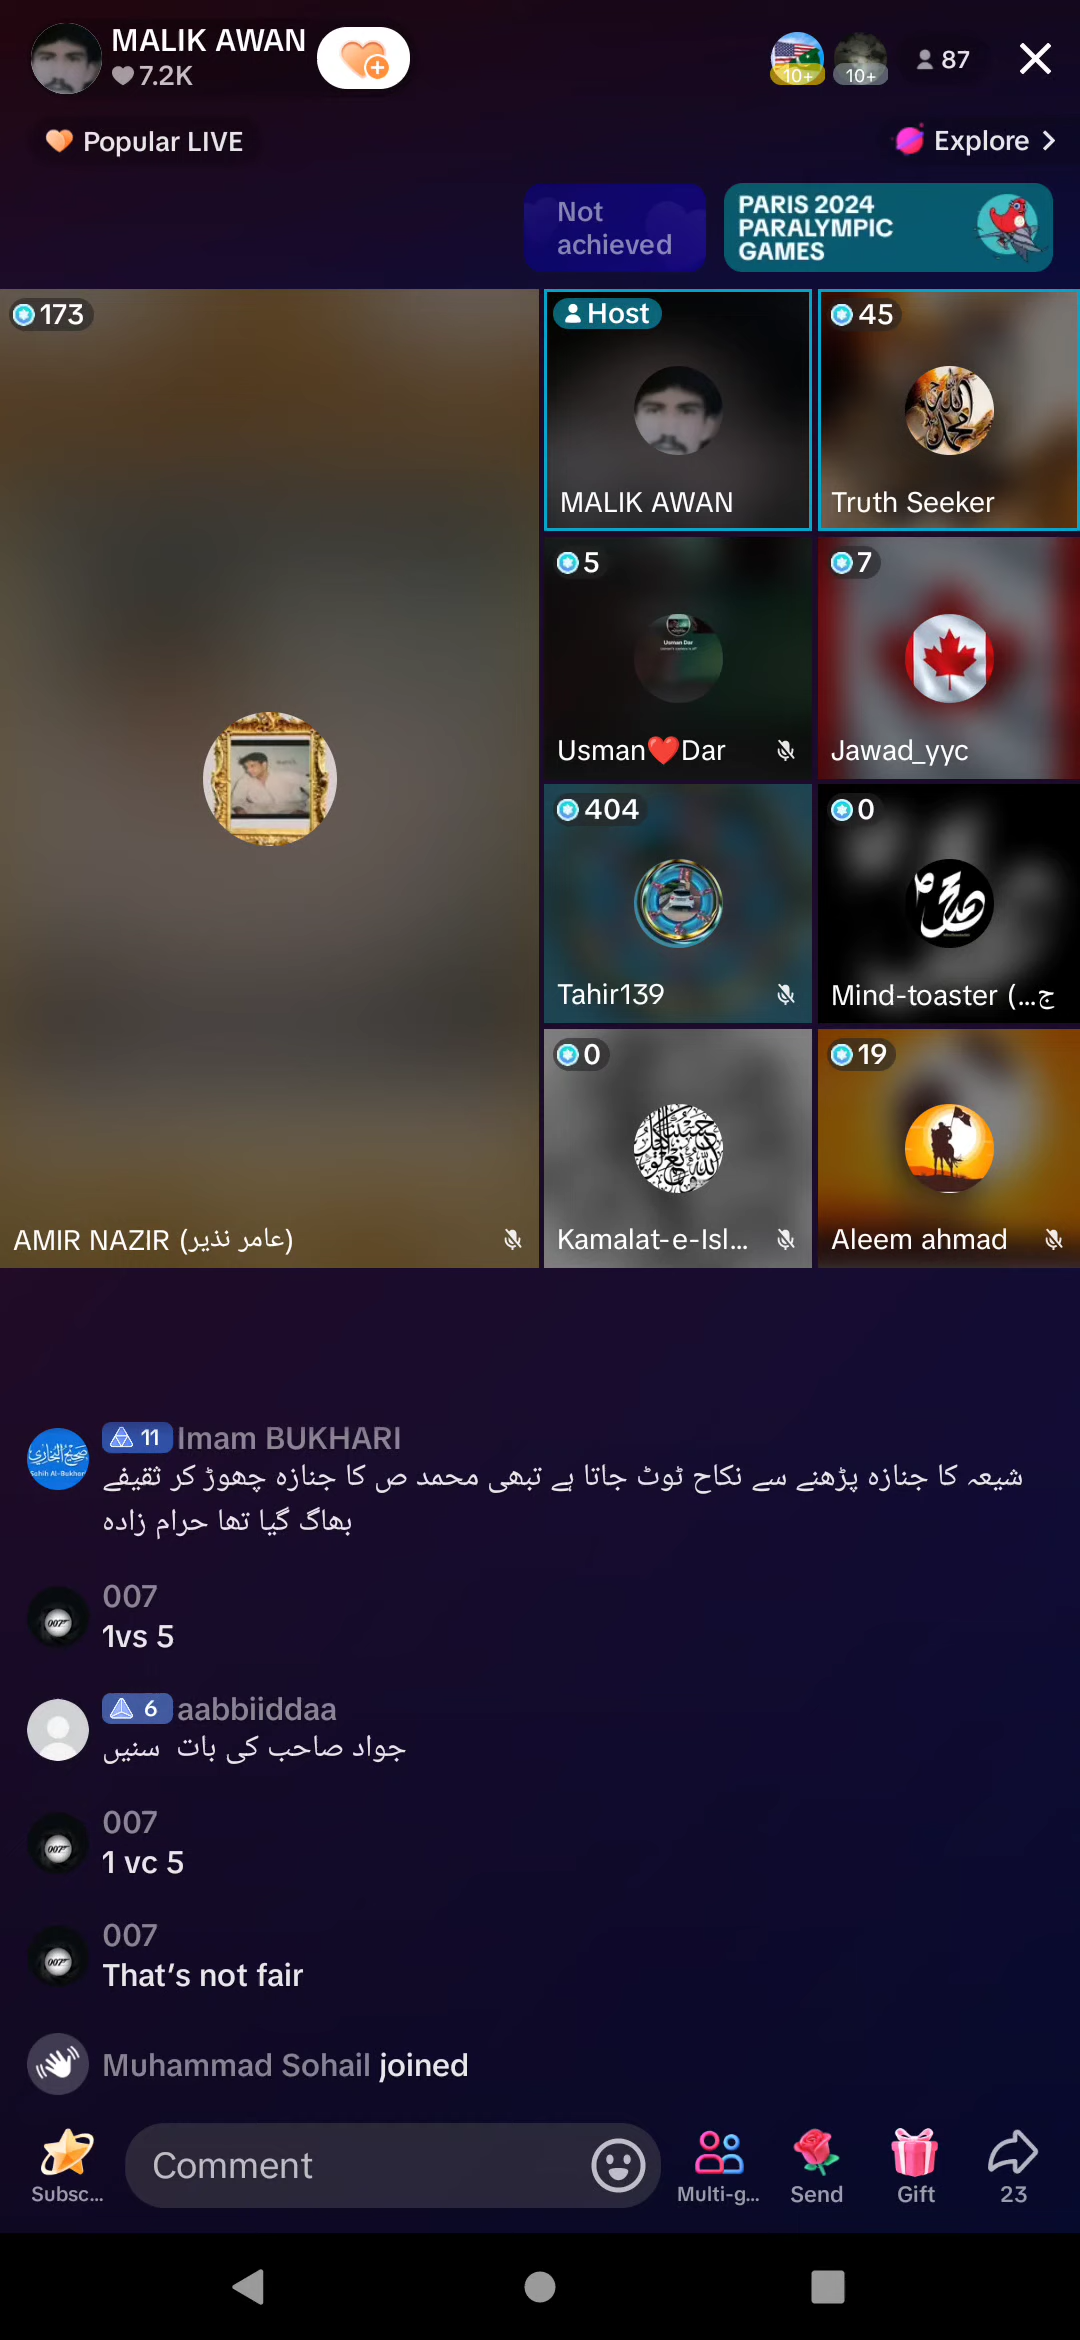 MALIK AWAN
7.2K
10+
10+
87
Popular LIVE
Explore
Not
achieved
PARIS 2024
PARALYMPIC
GAMES
173
Host
45
MALIK AWAN
Truth Seeker
5
7
Usman❤️Dar
Jawad_yyc
404
0
Tahir139
Mind-toaster (...ج
0
19
AMIR NAZIR (عامر نذير)
Kamalat-e-Isl...
Aleem ahmad
11 Imam BUKHARI
شیعہ کا جنازہ پڑھنے سے نکاح ٹوٹ جاتا ہے تبھی محمد ص کا جنازہ چھوڑ کر ثقیفے
بھاگ گیا تھا حرام زادہ
007
1vs 5
6 aabbiiddaa
جواد صاحب کی بات سنیں
007
1 vc 5
007
That's not fair
Muhammad Sohail joined
Comment
Subsc...
Multi-g...
Send
Gift
23